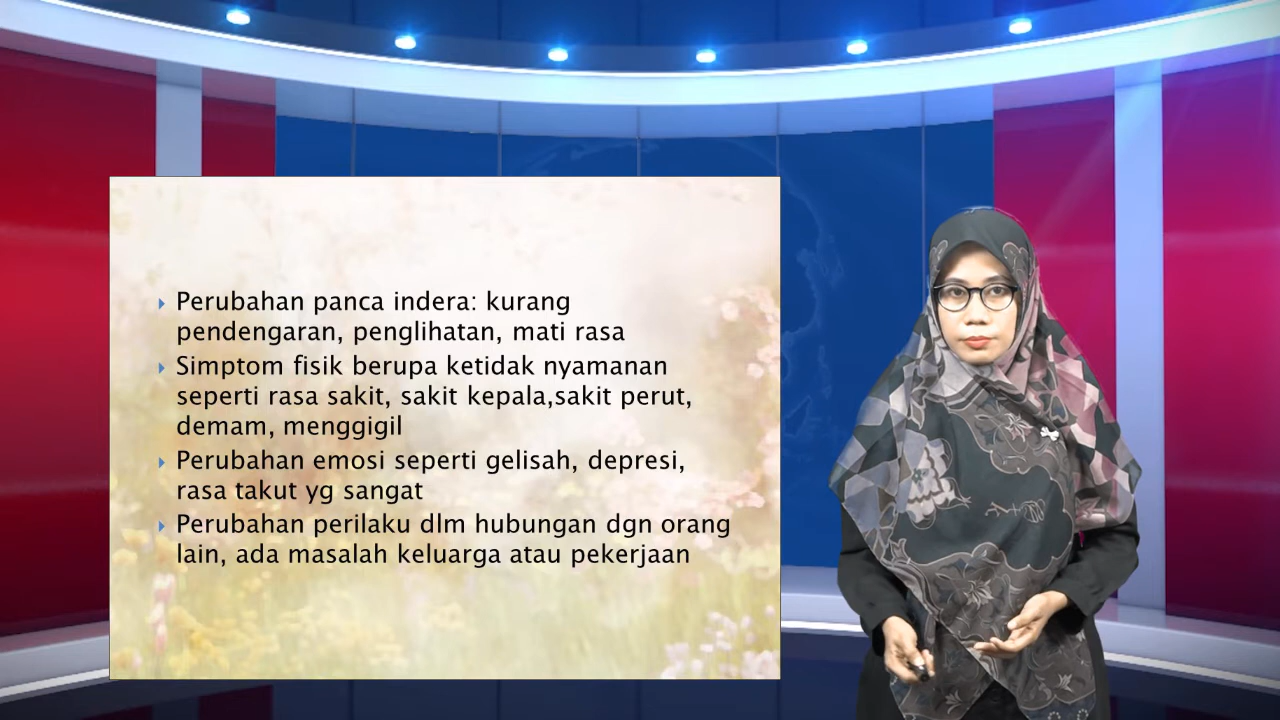 Perubahan panca indera: kurang
pendengaran, penglihatan, mati rasa
Simptom fisik berupa ketidak nyamanan
seperti rasa sakit, sakit kepala,sakit perut,
demam, menggigil
Perubahan emosi seperti gelisah, depresi,
rasa takut yg sangat
Perubahan perilaku dlm hubungan dgn orang
lain, ada masalah keluarga atau pekerjaan